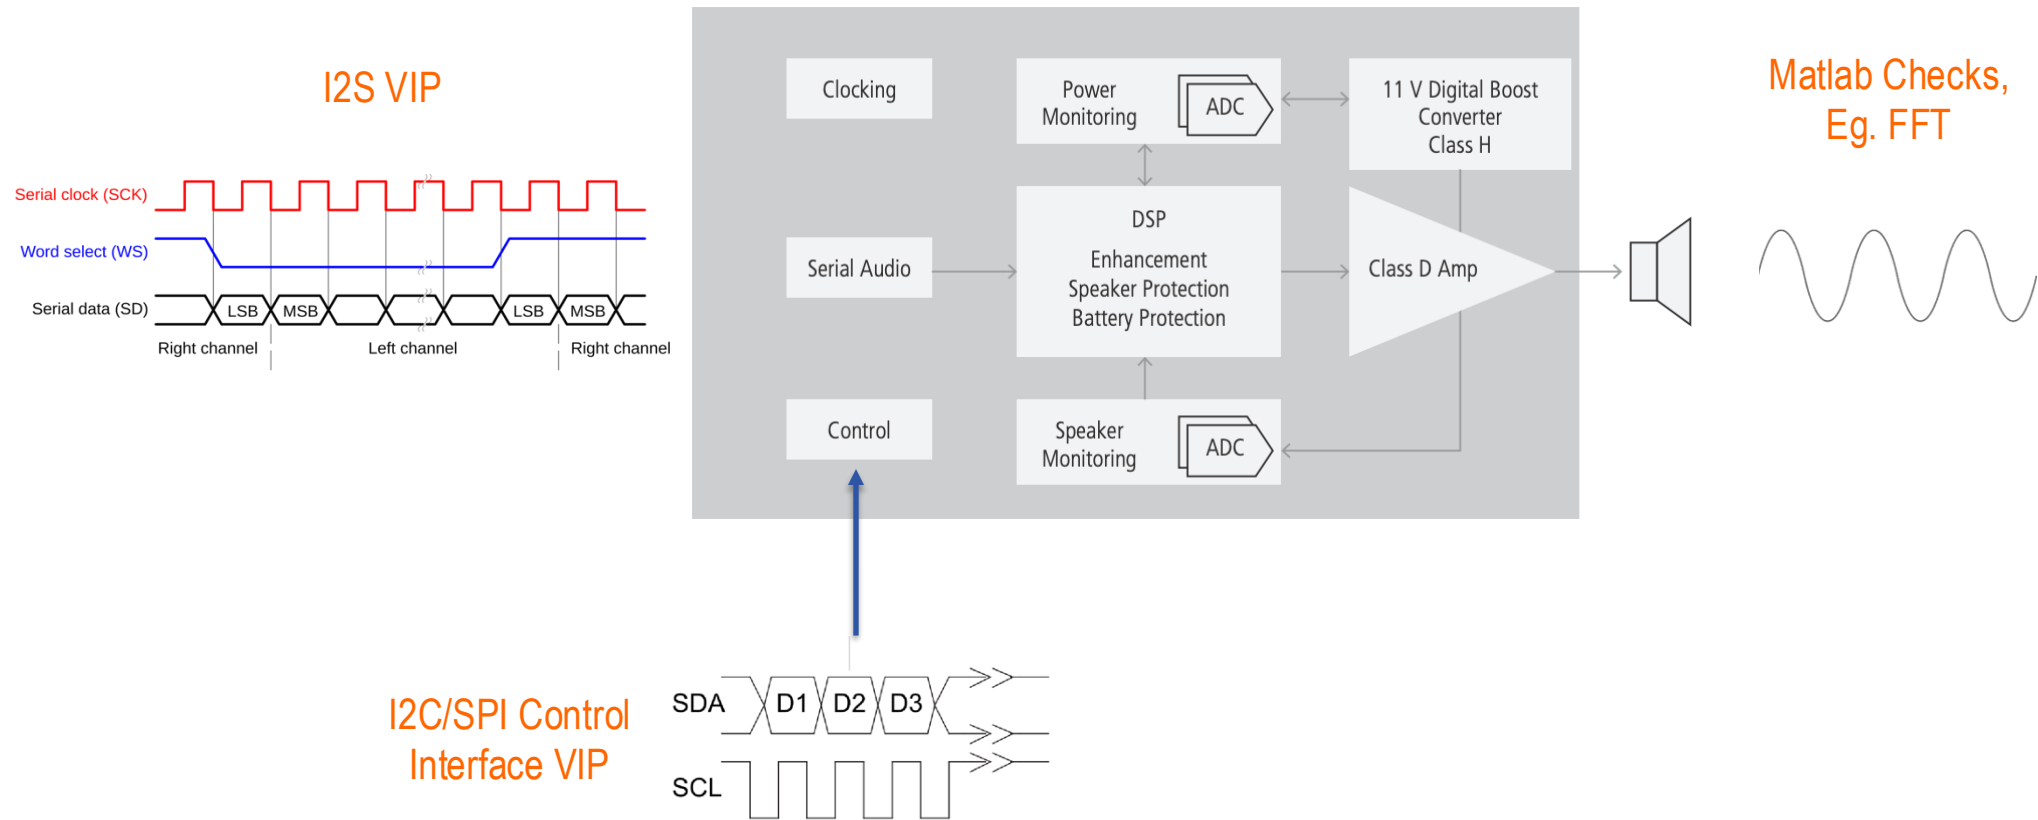 I2S VIP
Serial clock (SCK)
Word select (WS)
Serial data (SD)
LSB
MSB
LSB
MSB
Right channel
Left channel
Right channel
Clocking
Serial Audio
Control
Power
Monitoring
ADC
DSP
Enhancement
Speaker Protection
Battery Protection
Speaker
Monitoring
ADC
11 V Digital Boost
Converter
Class H
Class D Amp
Matlab Checks,
Eg. FFT
I2C/SPI Control
Interface VIP
SDA
D1
D2
D3
SCL